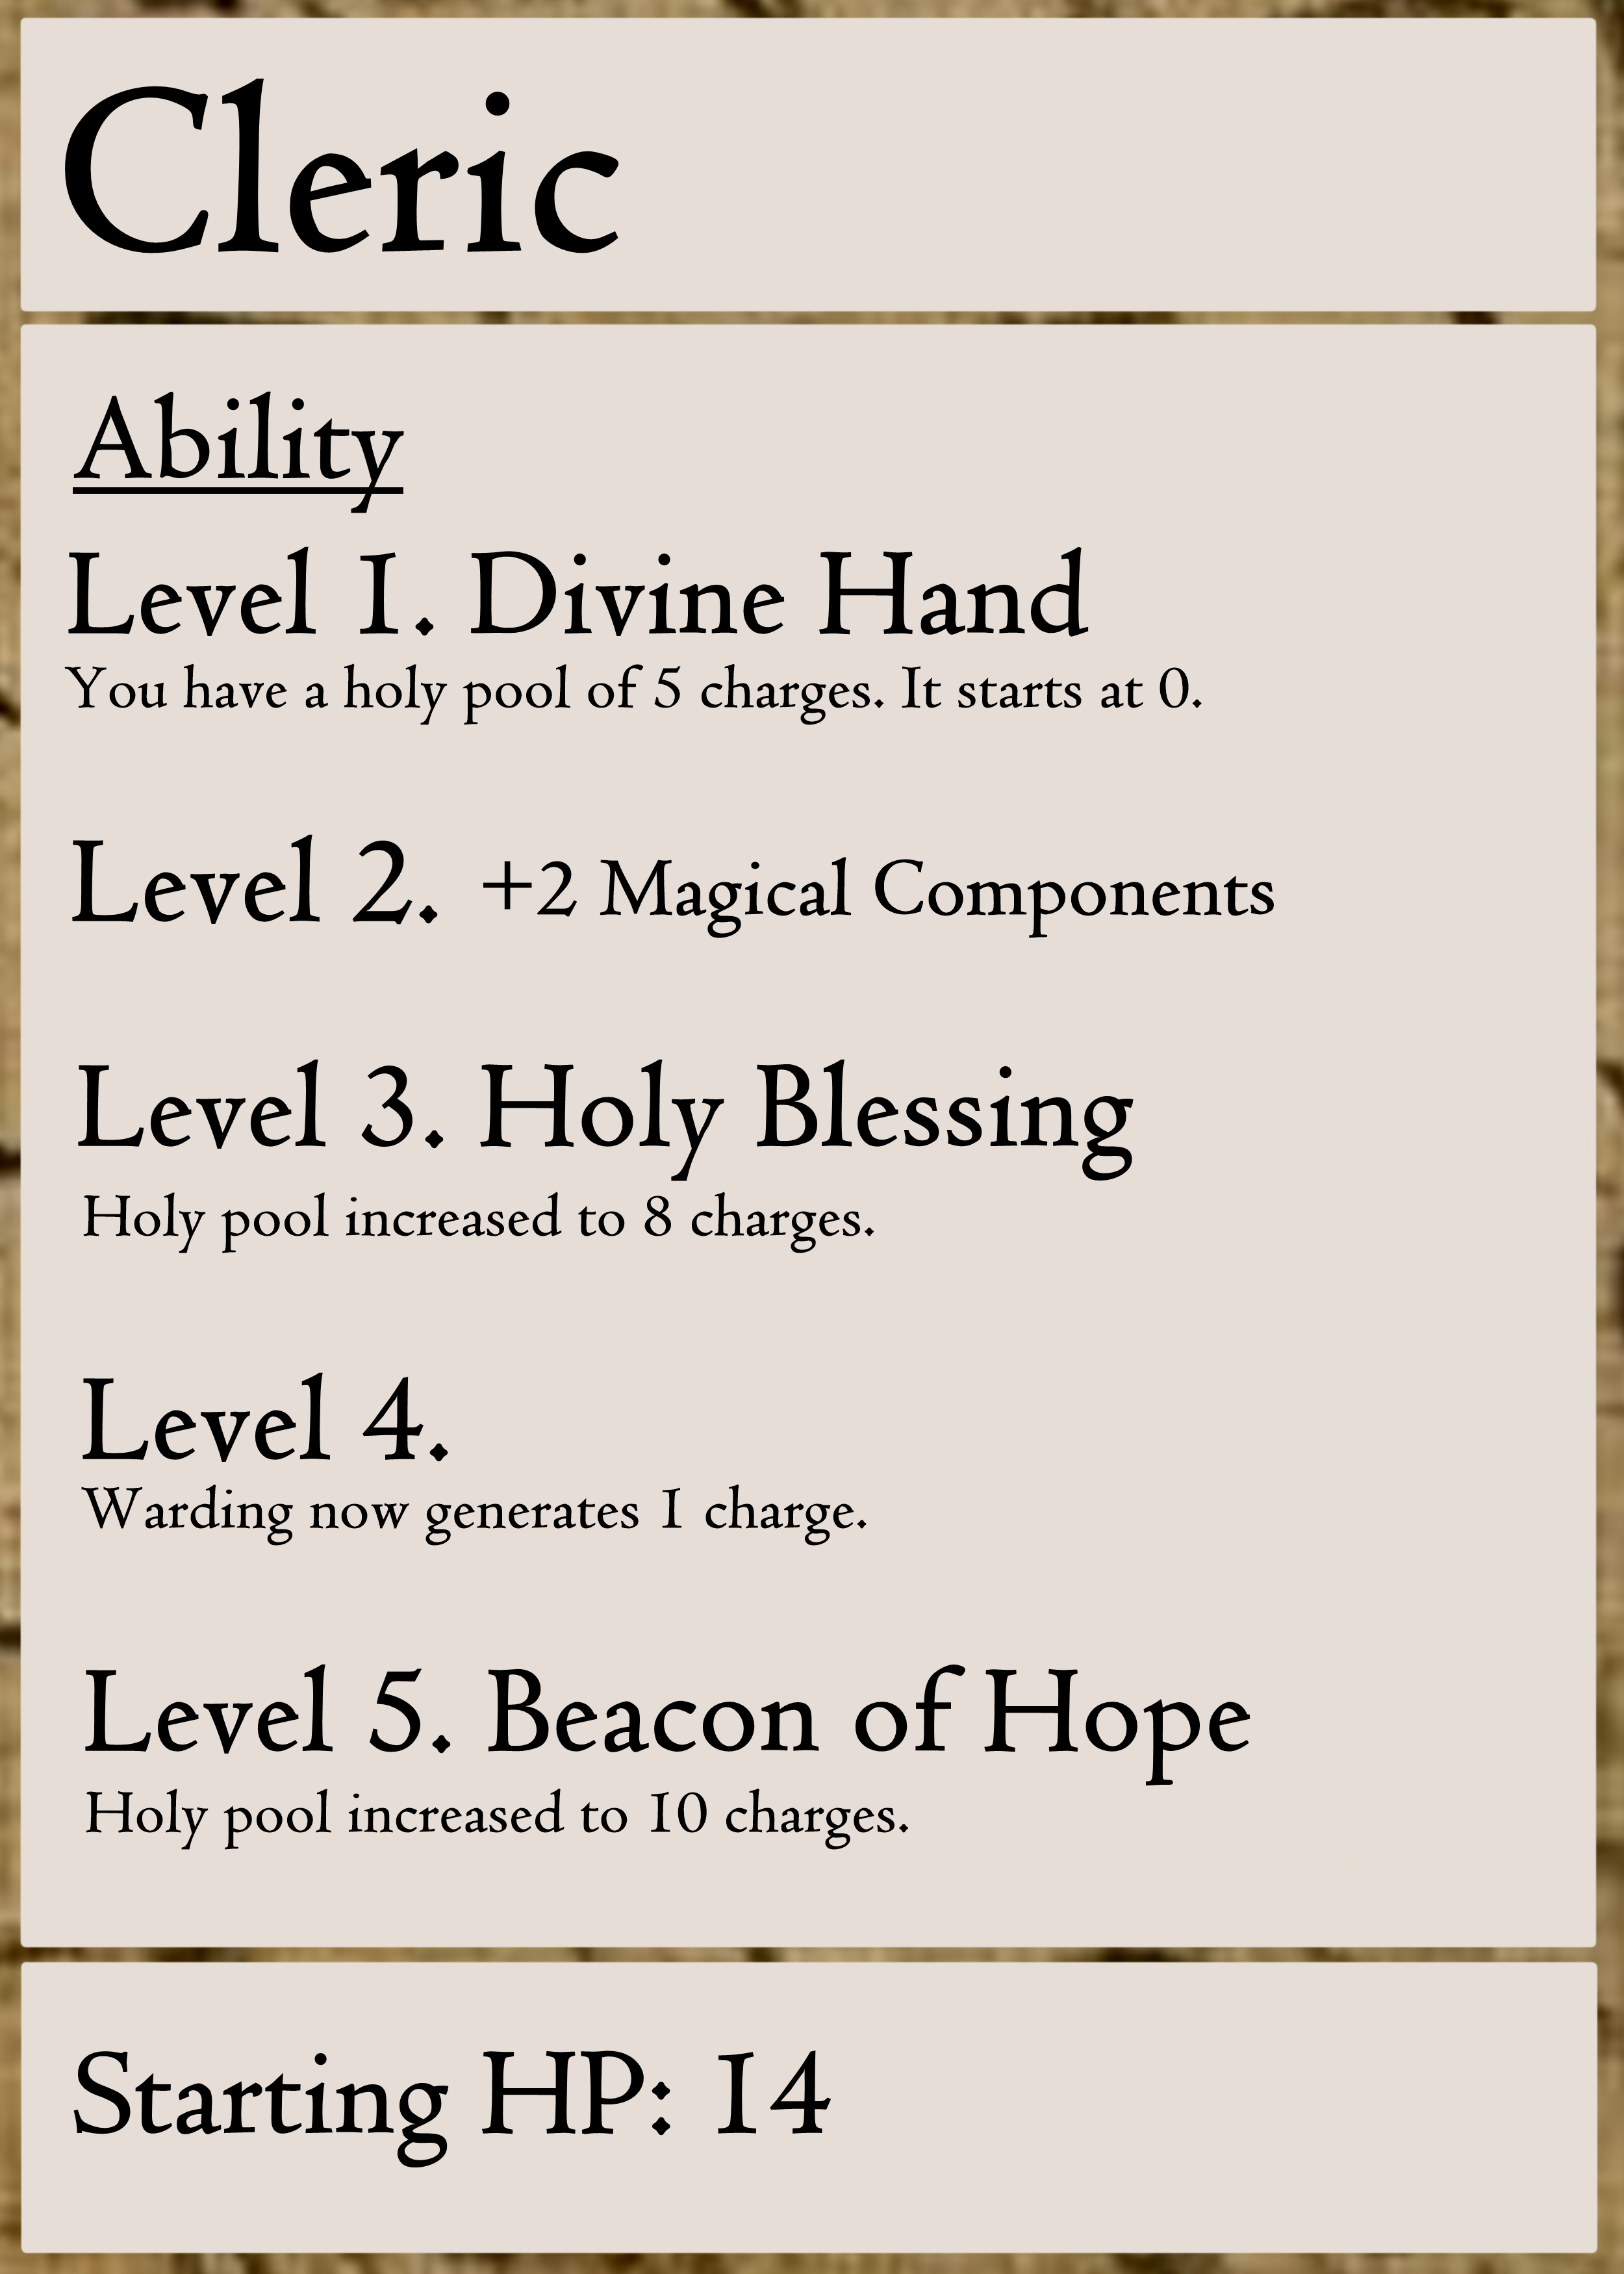 Cleric
Ability
Level 1. Divine Hand
You have a holy pool of 5 charges. It starts at 0.
Level 2. +2 Magical Components
Level 3. Holy Blessing
Holy pool increased to 8 charges.
Level 4.
Warding now generates 1 charge.
Level 5. Beacon of Hope
Holy pool increased to 10 charges.
Starting HP: 14